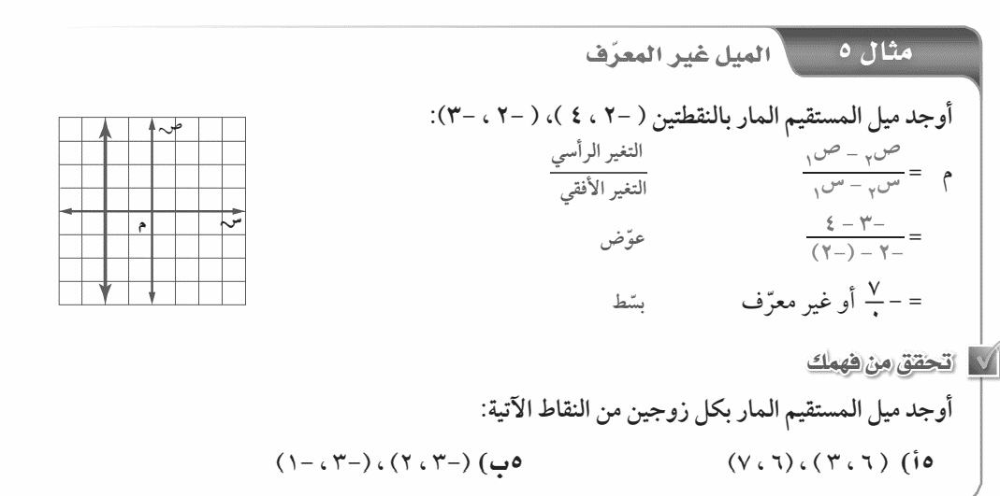 مثال ٥ الميل غير المعرّف
أوجد ميل المستقيم المار بالنقطتين (-٢ ، ٤)، (-٢ ، -٣):
م = (ص٢ - ص١) / (س٢ - س١) التغير الرأسي / التغير الأفقي
= (-٣ - ٤) / (-٢ - (-٢)) عوّض
= -٧/٠ أو غير معرّف بسّط
ص
س
م
تحقق من فهمك
أوجد ميل المستقيم المار بكل زوجين من النقاط الآتية:
٥أ) (٦ ، ٣)، (٦ ، ٧) ٥ب) (-٣ ، ٢)، (-٣ ، -١)